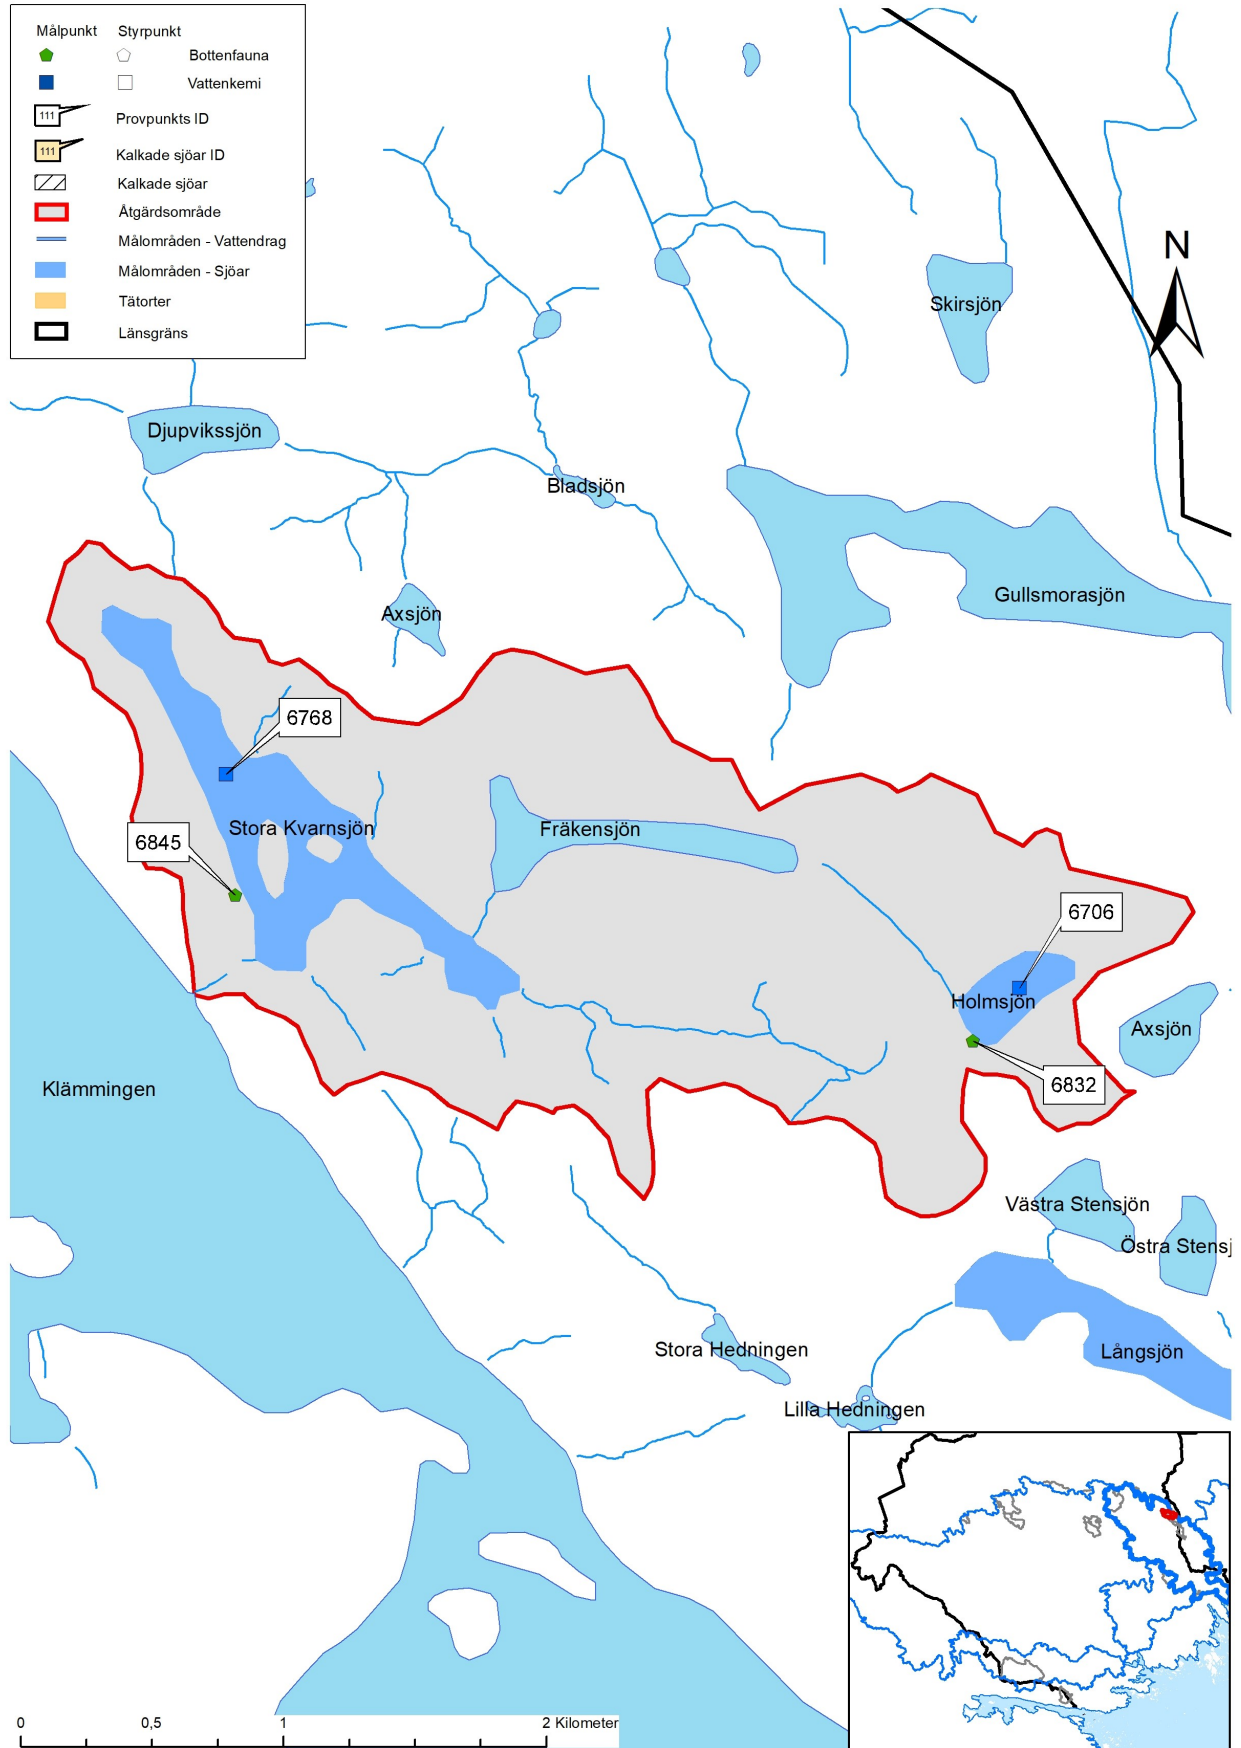 Målpunkt Styrpunkt
Bottenfauna
Vattenkemi
111 Provpunkts ID
111 Kalkade sjöar ID
Kalkade sjöar
Åtgärdsområde
Målområden - Vattendrag
Målområden - Sjöar
Tätorter
Länsgräns
N
Skirsjön
Djupvikssjön
Bladsjön
Gullsmorasjön
Axsjön
6768
Stora Kvarnsjön
Fräkensjön
6845
6706
Holmsjön
Axsjön
6832
Klämmingen
Västra Stensjön
Östra Stensj
Stora Hedningen
Långsjön
Lilla Hedningen
0 0,5 1 2 Kilometer